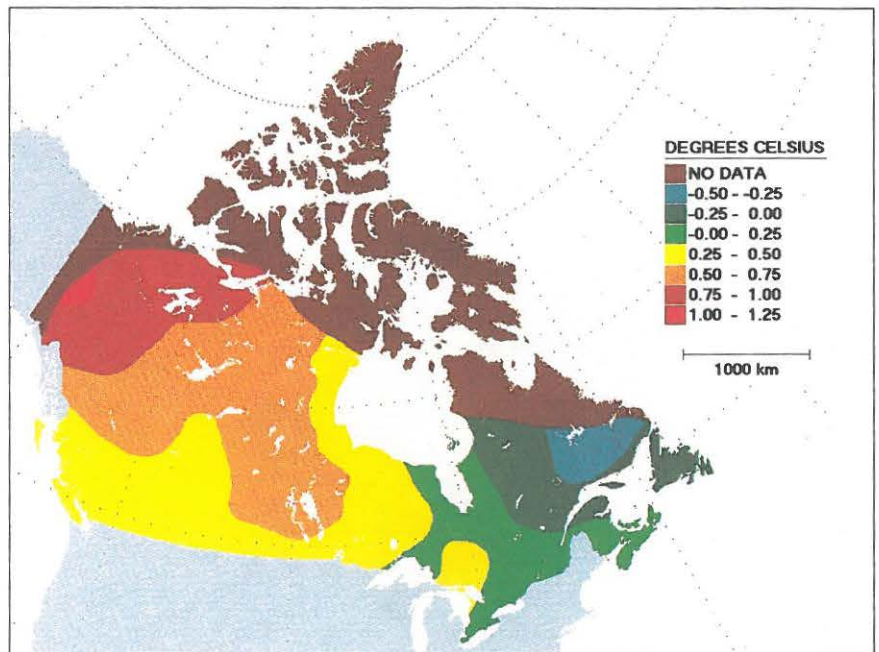 DEGREES CELSIUS
NO DATA
-0.50 - -0.25
-0.25 - 0.00
-0.00 - 0.25
0.25 - 0.50
0.50 - 0.75
0.75 - 1.00
1.00 - 1.25
1000 km